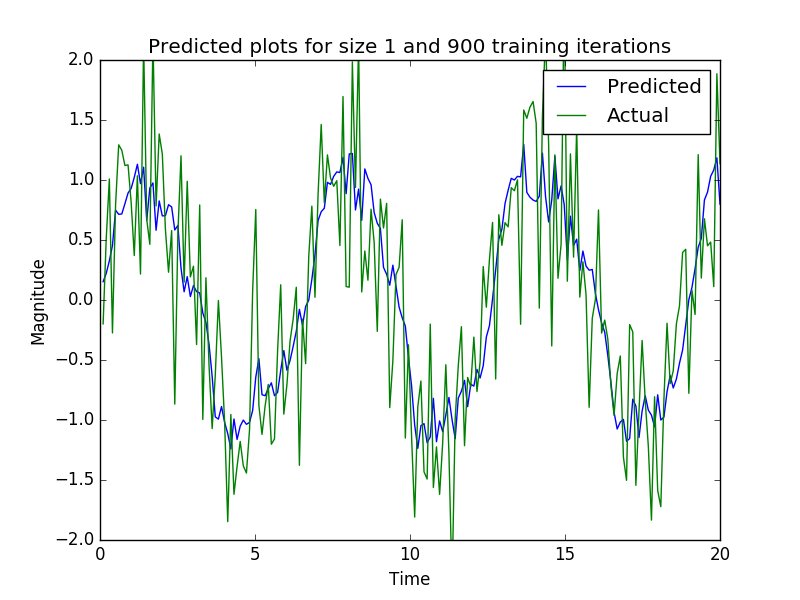 Predicted plots for size 1 and 900 training iterations
2.0
1.5
1.0
0.5
0.0
−0.5
−1.0
−1.5
−2.0
Magnitude
Predicted
Actual
0 5 10 15 20
Time